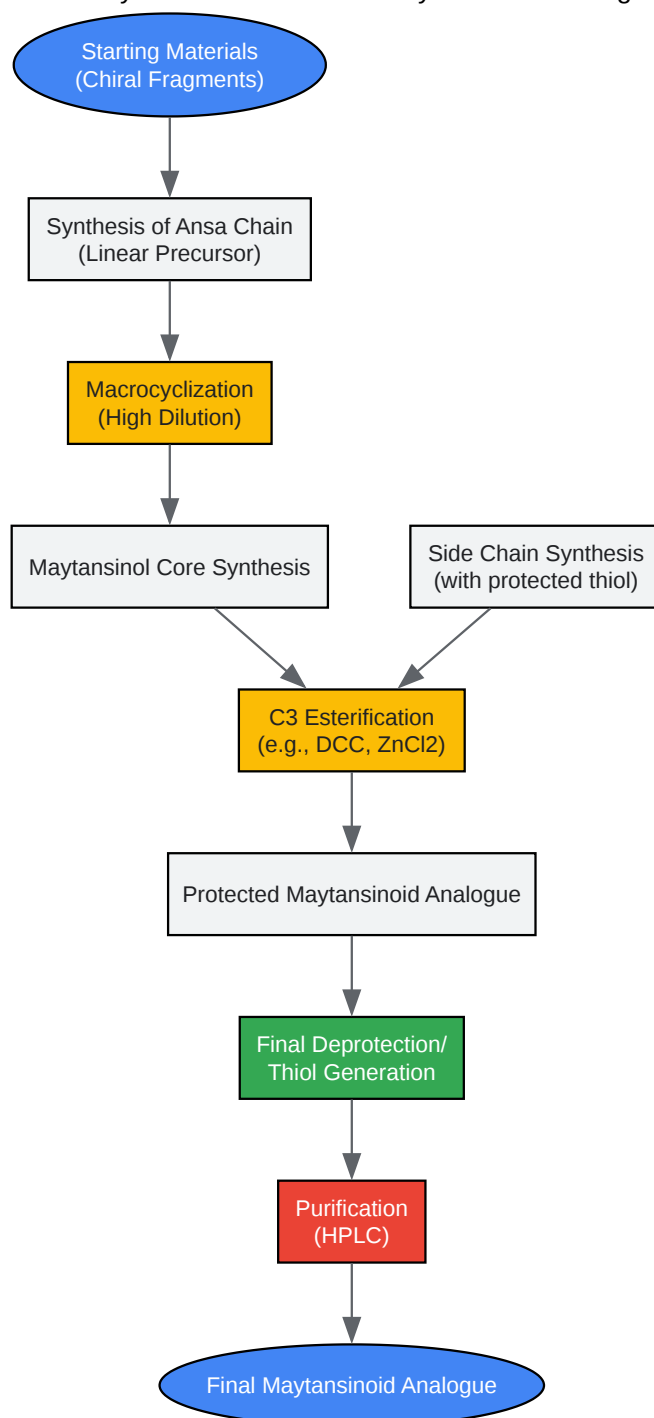 Starting Materials
(Chiral Fragments)
Synthesis of Ansa Chain
(Linear Precursor)
Macrocyclization
(High Dilution)
Maytansinol Core Synthesis
Side Chain Synthesis
(with protected thiol)
C3 Esterification
(e.g., DCC, ZnCl2)
Protected Maytansinoid Analogue
Final Deprotection/
Thiol Generation
Purification
(HPLC)
Final Maytansinoid Analogue